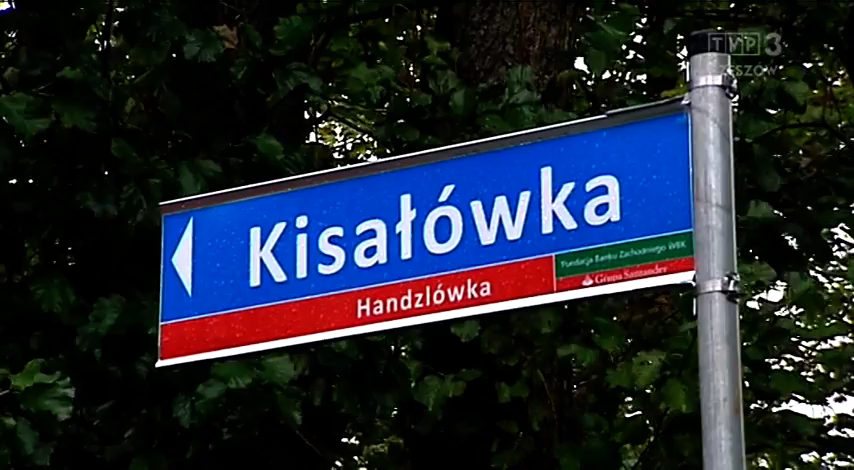 TVP3
RZESZÓW
Kisałówka
Handzlówka
Fundacja Banku Zachodniego WBK
Grupa Santander